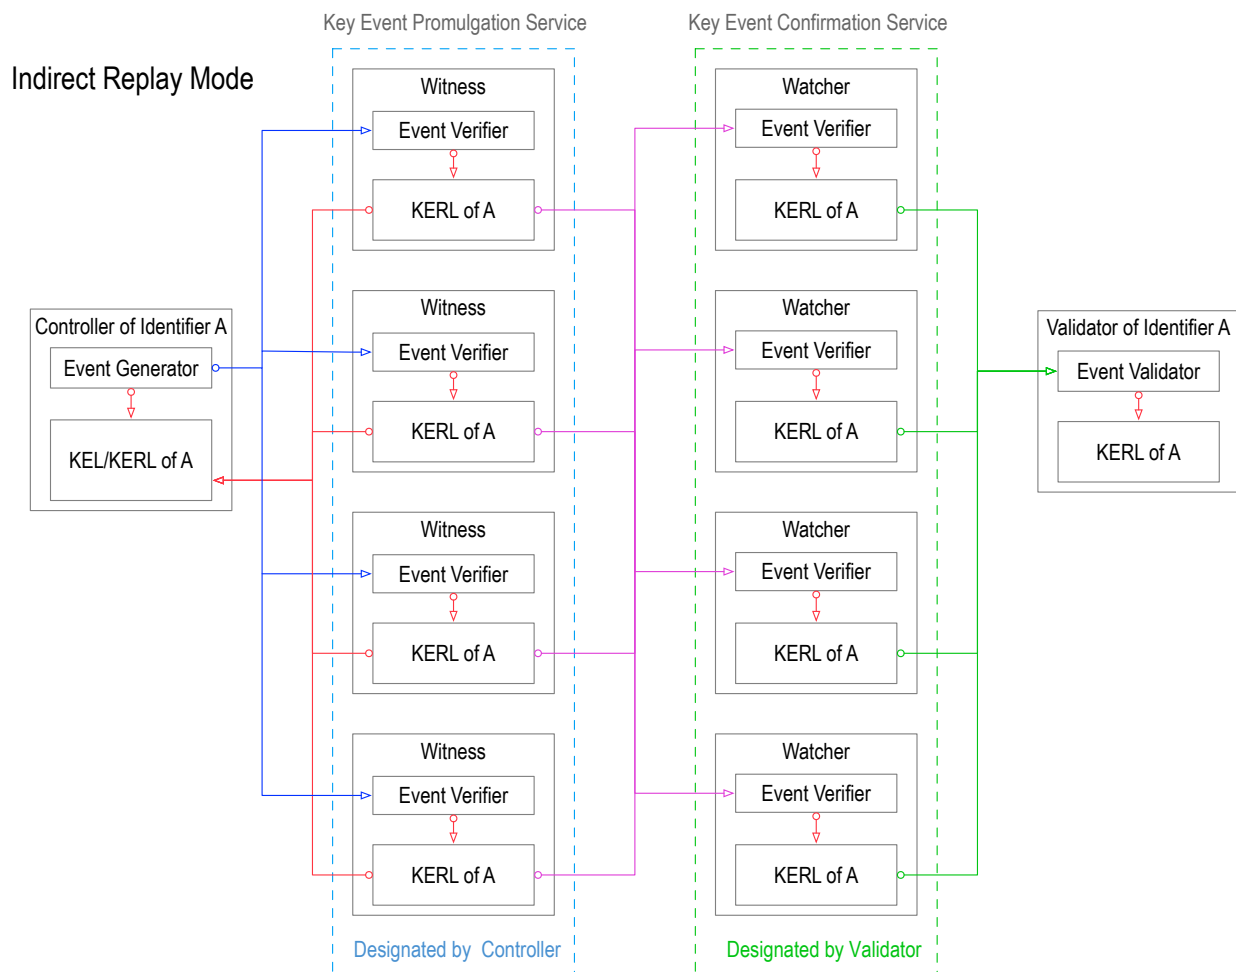 Key Event Promulgation Service
Key Event Confirmation Service
Indirect Replay Mode
Witness
Event Verifier
KERL of A
Watcher
Event Verifier
KERL of A
Controller of Identifier A
Event Generator
KEL/KERL of A
Witness
Event Verifier
KERL of A
Watcher
Event Verifier
KERL of A
Validator of Identifier A
Event Validator
KERL of A
Witness
Event Verifier
KERL of A
Watcher
Event Verifier
KERL of A
Witness
Event Verifier
KERL of A
Watcher
Event Verifier
KERL of A
Designated by Controller
Designated by Validator